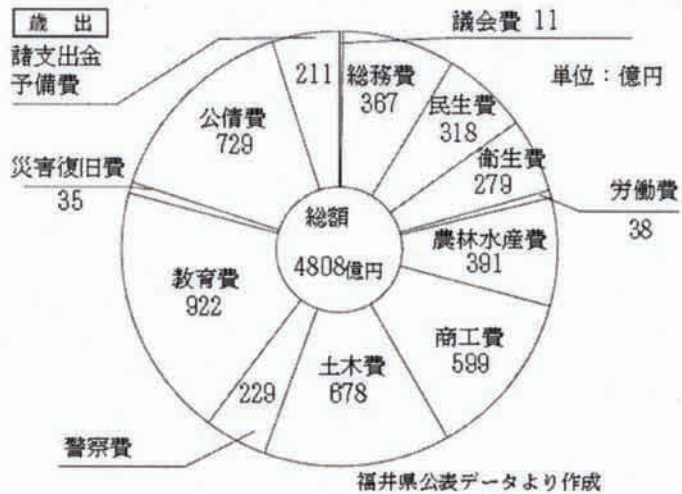 歳出
諸支出金
予備費
211
議会費 11
単位：億円
総務費
367
民生費
318
衛生費
279
労働費
38
農林水産費
391
商工費
599
土木費
678
229
警察費
教育費
922
災害復旧費
35
公債費
729
総額
4808億円
福井県公表データより作成